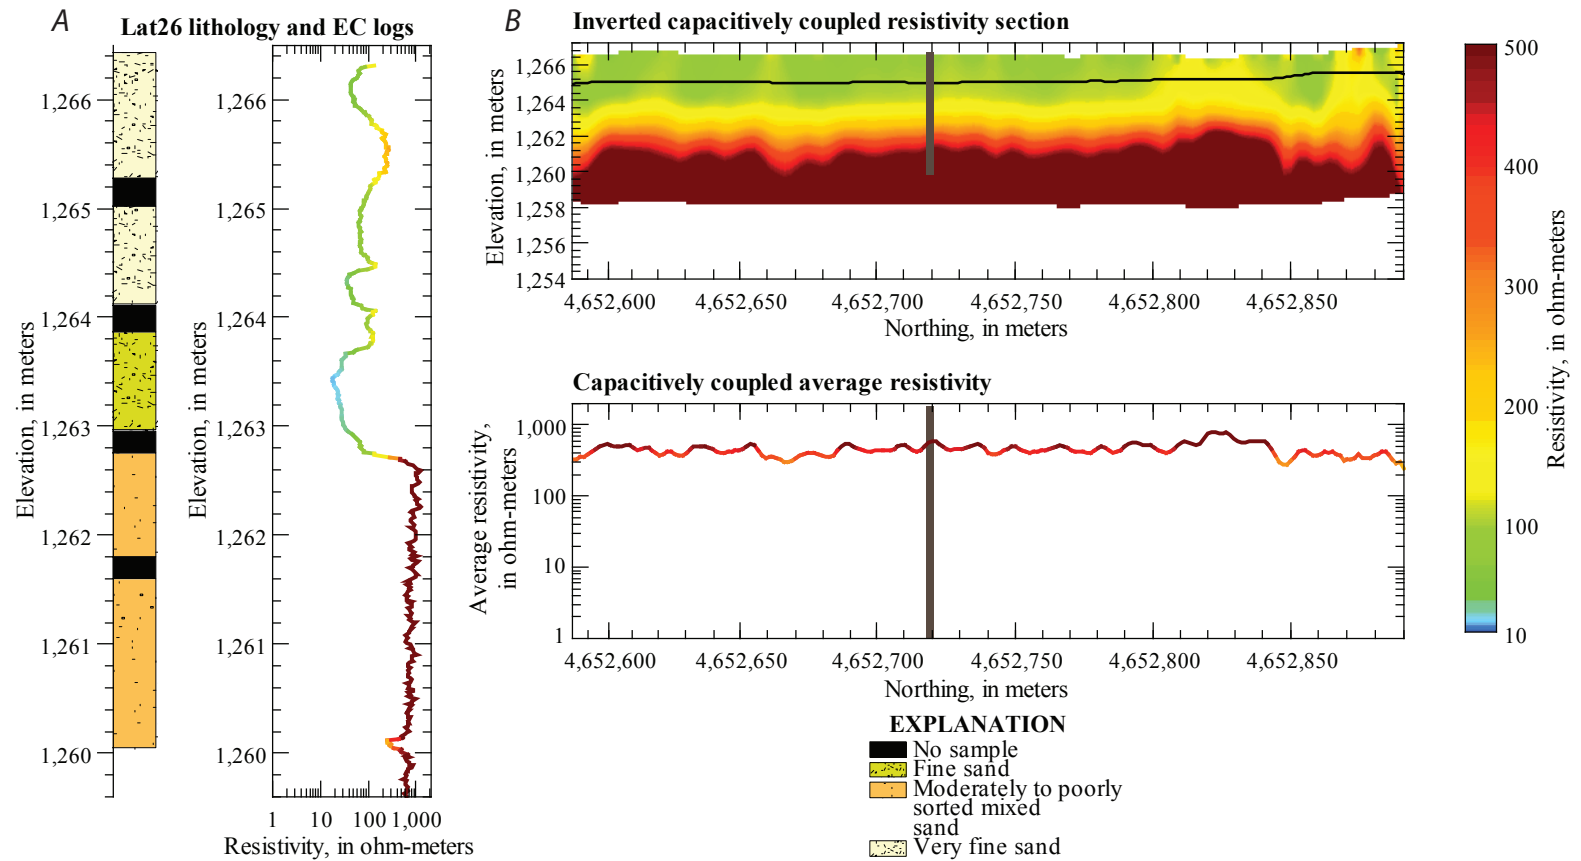 A
Lat26 lithology and EC logs
Elevation, in meters
1,266
1,265
1,264
1,263
1,262
1,261
1,260
Elevation, in meters
1,266
1,265
1,264
1,263
1,262
1,261
1,260
1 10 100 1,000
Resistivity, in ohm-meters
B
Inverted capacitively coupled resistivity section
Elevation, in meters
1,266
1,264
1,262
1,260
1,258
1,256
1,254
4,652,600 4,652,650 4,652,700 4,652,750 4,652,800 4,652,850
Northing, in meters
Capacitively coupled average resistivity
Average resistivity,
in ohm-meters
1,000
100
10
1
4,652,600 4,652,650 4,652,700 4,652,750 4,652,800 4,652,850
Northing, in meters
500
400
300
200
100
10
Resistivity, in ohm-meters
EXPLANATION
No sample
Fine sand
Moderately to poorly
sorted mixed
sand
Very fine sand